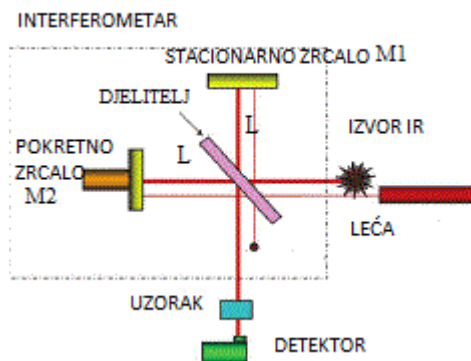 INTERFEROMETAR
STACIONARNO ZRCALO M1
DJELITELJ
L
IZVOR IR
POKRETNO
ZRCALO
L
M2
LEĆA
UZORAK
DETEKTOR